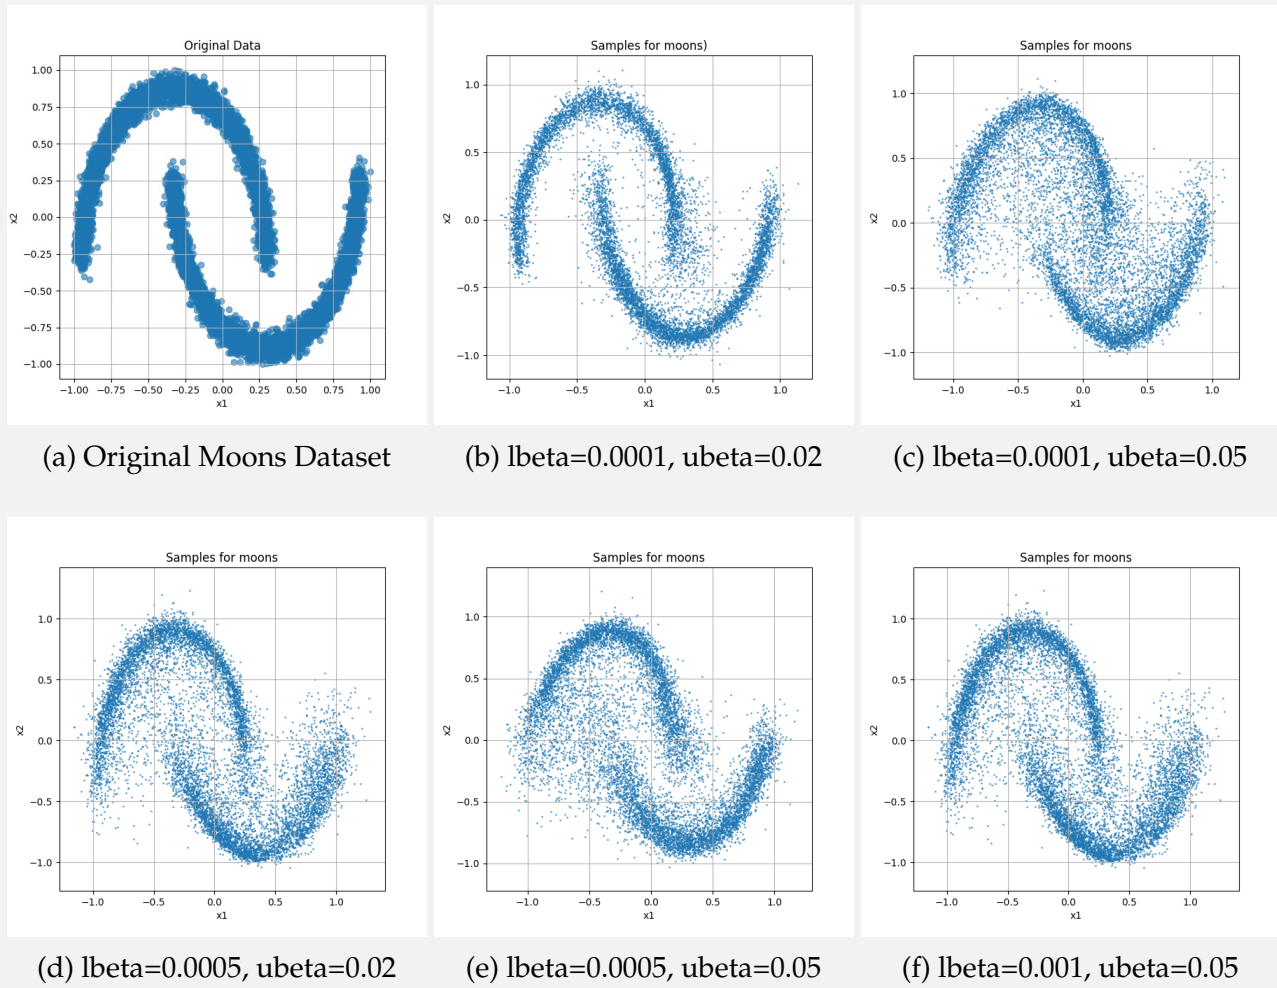 Original Data
1.00
0.75
0.50
0.25
0.00
−0.25
−0.50
−0.75
−1.00
x2
−1.00 −0.75 −0.50 −0.25 0.00 0.25 0.50 0.75 1.00
x1
(a) Original Moons Dataset
Samples for moons)
1.0
0.5
0.0
−0.5
−1.0
x2
−1.0 −0.5 0.0 0.5 1.0
x1
(b) lbeta=0.0001, ubeta=0.02
Samples for moons
1.0
0.5
0.0
−0.5
−1.0
x2
−1.0 −0.5 0.0 0.5 1.0
x1
(c) lbeta=0.0001, ubeta=0.05
Samples for moons
1.0
0.5
0.0
−0.5
−1.0
x2
−1.0 −0.5 0.0 0.5 1.0
x1
(d) lbeta=0.0005, ubeta=0.02
Samples for moons
1.0
0.5
0.0
−0.5
−1.0
x2
−1.0 −0.5 0.0 0.5 1.0
x1
(e) lbeta=0.0005, ubeta=0.05
Samples for moons
1.0
0.5
0.0
−0.5
−1.0
x2
−1.0 −0.5 0.0 0.5 1.0
x1
(f) lbeta=0.001, ubeta=0.05